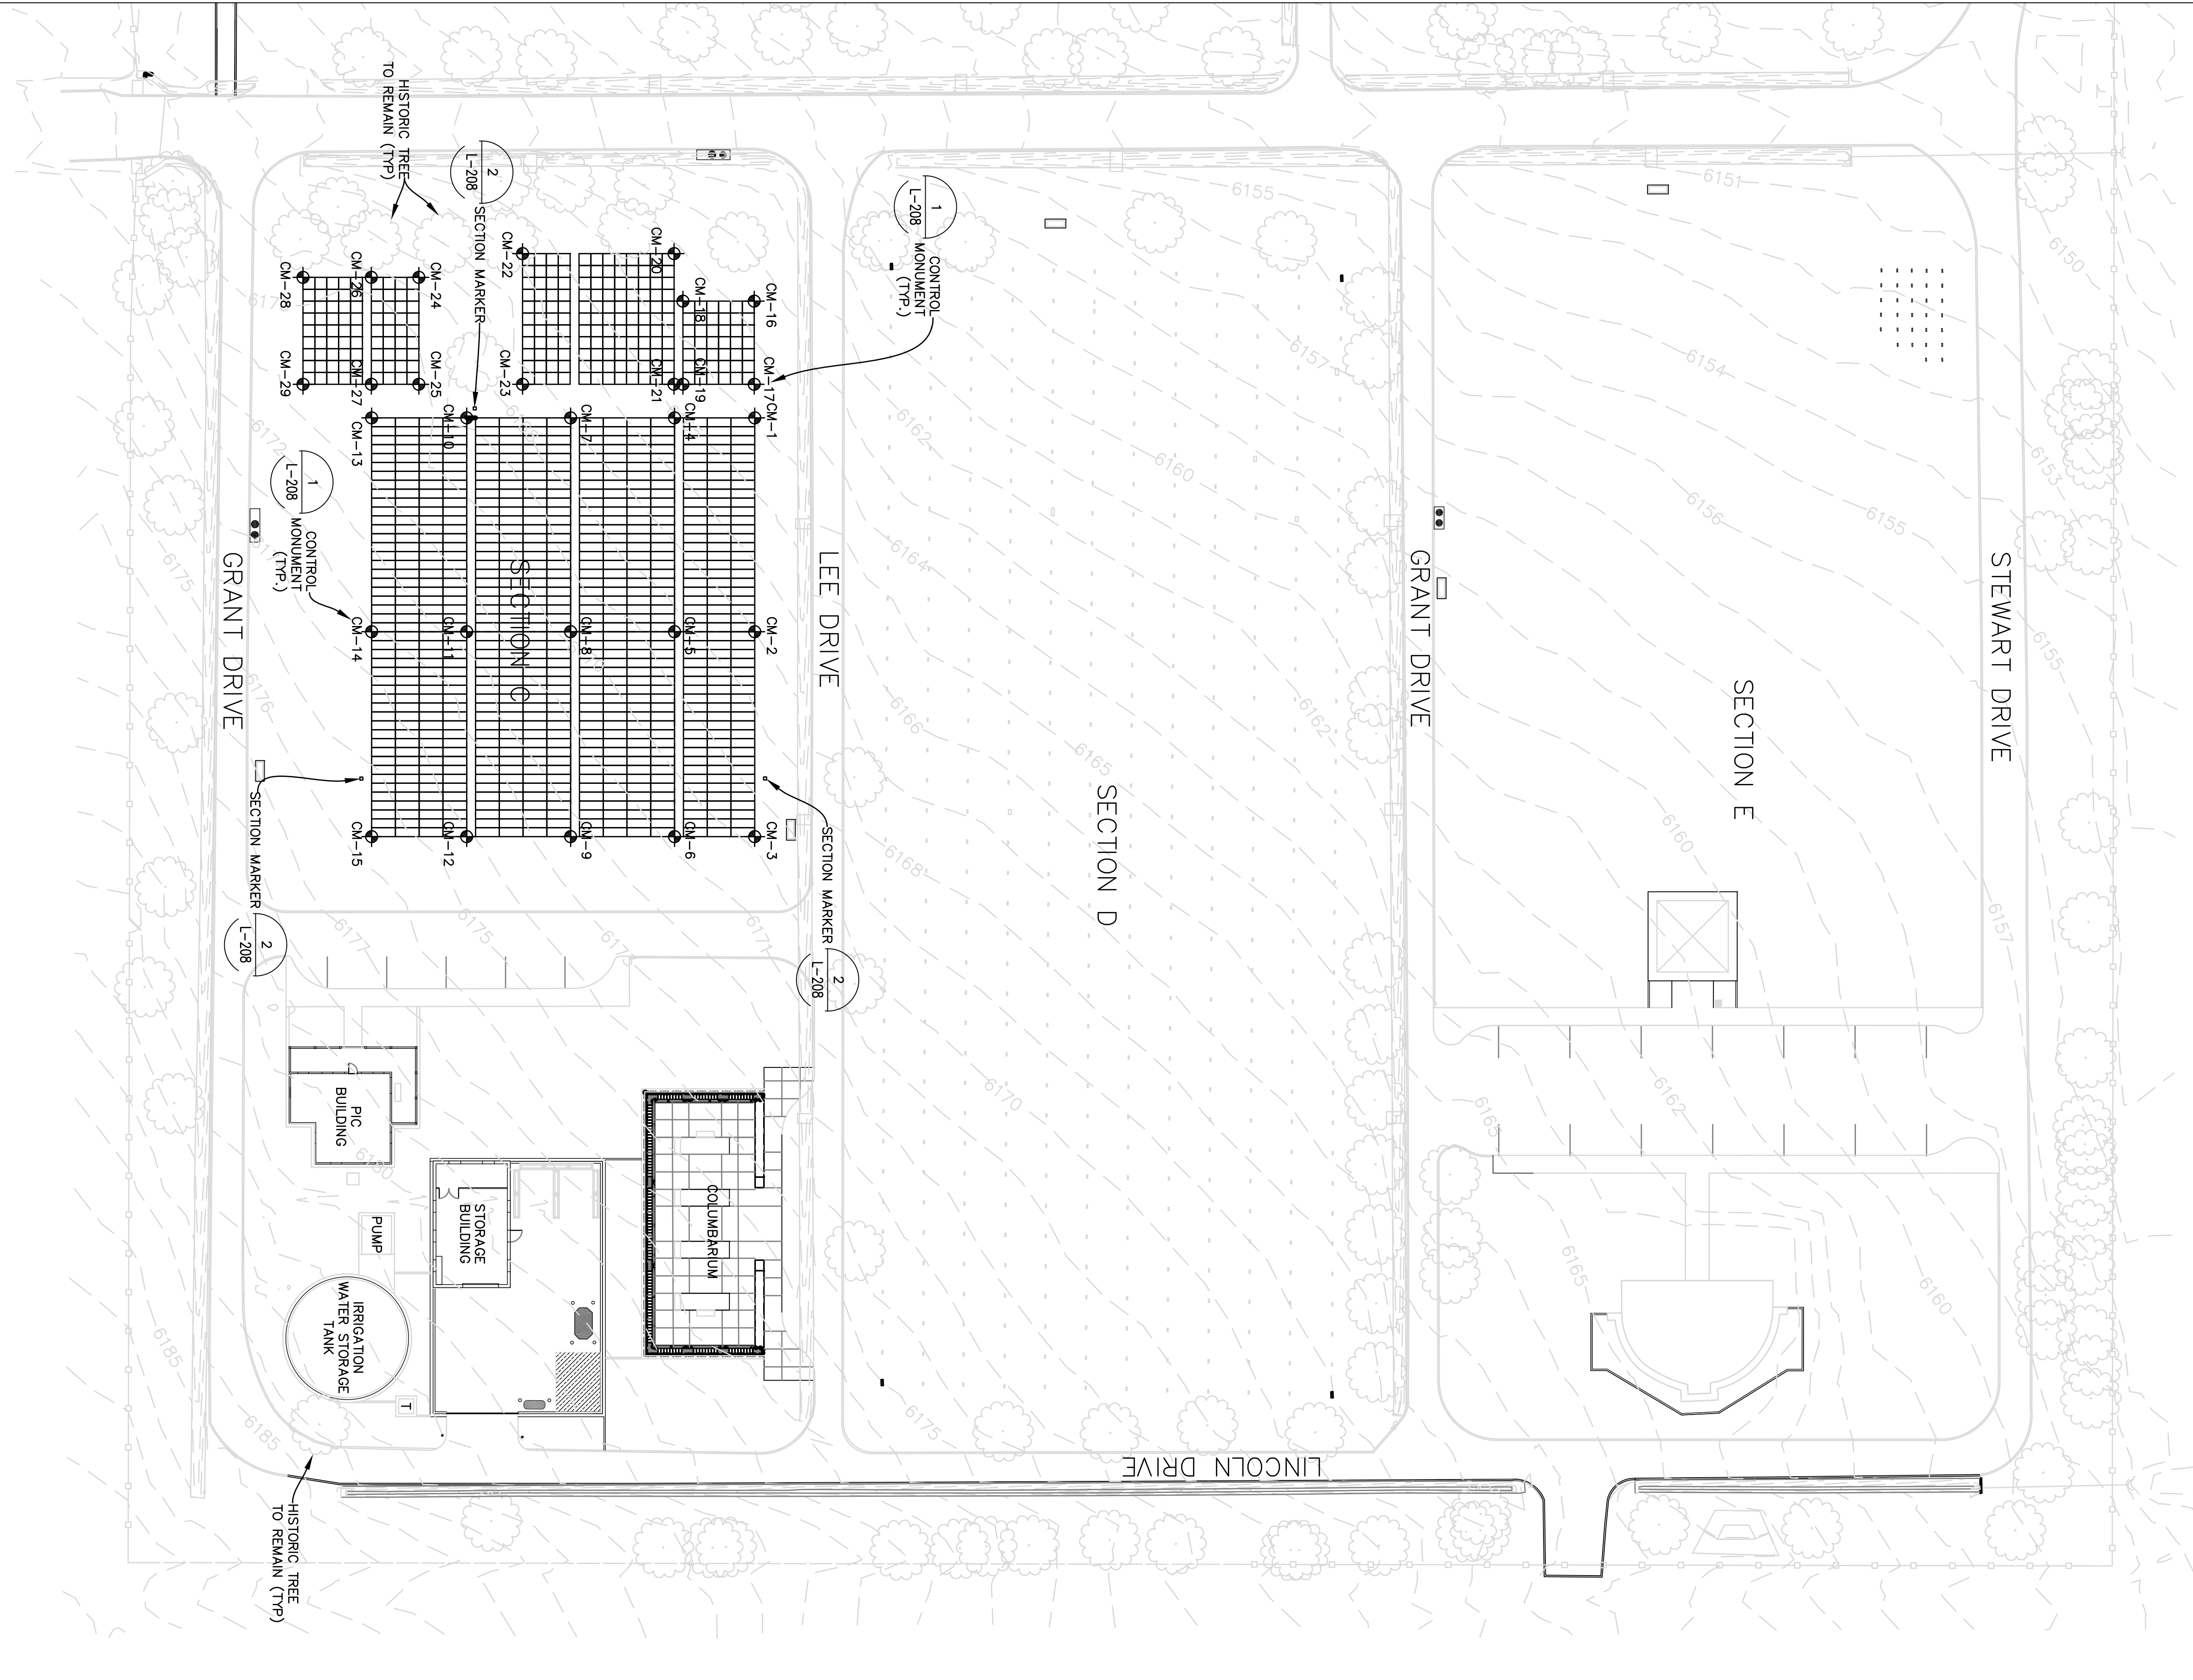 HISTORIC TREE
TO REMAIN (TYP)
2
L-208
SECTION MARKER
1
L-208
CONTROL
MONUMENT
(TYP.)
CM-28
CM-26
CM-24
CM-22
CM-20
CM-18
CM-16
CM-29
CM-27
CM-25
CM-23
CM-21
CM-19
CM-17
CM-13
CM-10
CM-7
CM-4
CM-1
1
L-208
CONTROL
MONUMENT
(TYP.)
CM-14
CM-11
CM-8
CM-5
CM-2
SECTION C
CM-15
CM-12
CM-9
CM-6
CM-3
GRANT DRIVE
LEE DRIVE
GRANT DRIVE
STEWART DRIVE
SECTION E
SECTION D
SECTION MARKER
2
L-208
SECTION MARKER
2
L-208
PIC
BUILDING
PUMP
STORAGE
BUILDING
COLUMBARIUM
IRRIGATION
WATER STORAGE
TANK
T
LINCOLN DRIVE
HISTORIC TREE
TO REMAIN (TYP)
6151
6150
6155
6157
6154
6153
6162
6160
6156
6155
6164
6155
6162
6166
6165
6157
6160
6168
6172
6175
6176
6177
6175
6171
6170
6162
6165
6180
6165
6160
6175
6185
6185